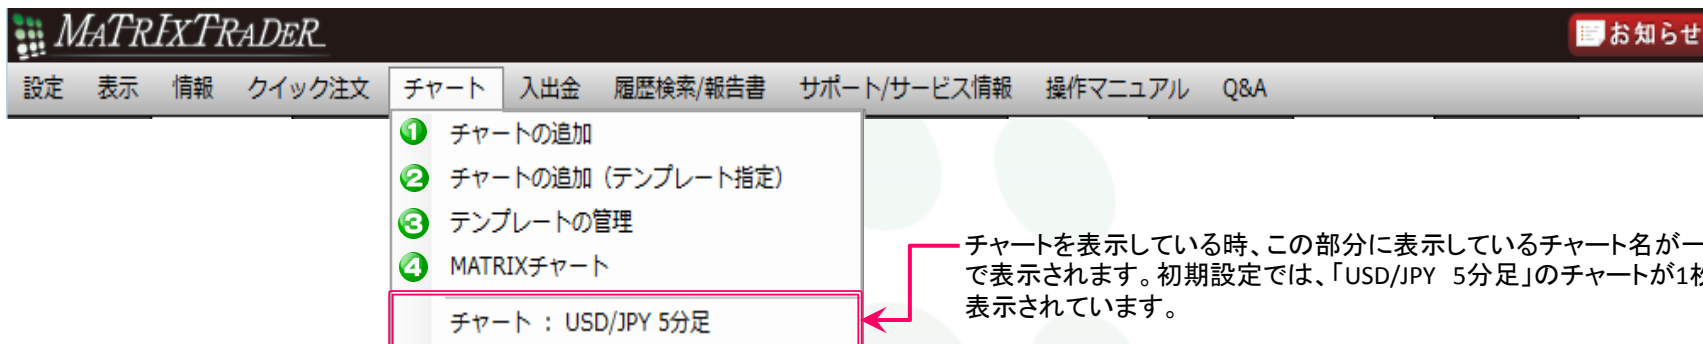 MATRIXTRADER
お知らせ
設定 表示 情報 クイック注文 チャート 入出金 履歴検索/報告書 サポート/サービス情報 操作マニュアル Q&A
1 チャートの追加
2 チャートの追加（テンプレート指定）
3 テンプレートの管理
4 MATRIXチャート
チャート : USD/JPY 5分足
チャートを表示している時、この部分に表示しているチャート名が一
で表示されます。初期設定では、「USD/JPY 5分足」のチャートが1
表示されています。